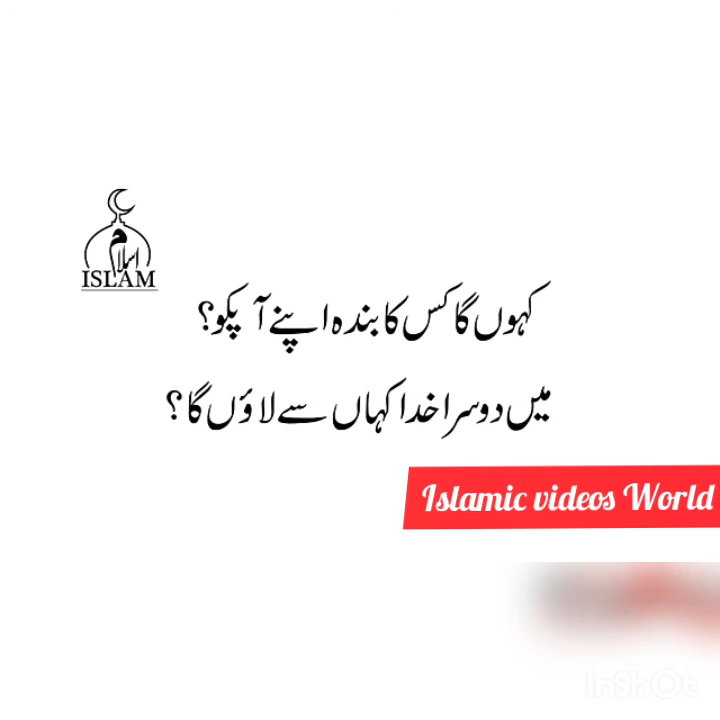 اسلام
ISLAM
کہوں گا کس کا بندہ اپنے آپکو؟
میں دوسرا خدا کہاں سے لاؤں گا؟
Islamic videos World
InShOt